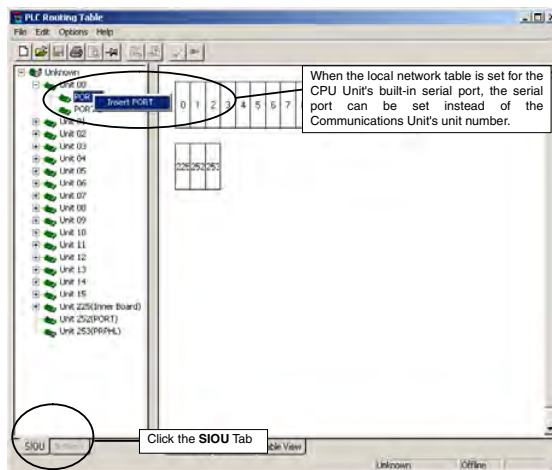 PLC Routing Table
File Edit Options Help
Unknown
Unit 00
Insert PORT
Unit 02
Unit 03
Unit 04
Unit 05
Unit 06
Unit 07
Unit 08
Unit 09
Unit 10
Unit 11
Unit 12
Unit 13
Unit 14
Unit 15
Unit 225(Inner Board)
Unit 252(PORT)
Unit 253(PRPHL)
0 1 2 3 4 5 6 7
225 252 253
When the local network table is set for the
CPU Unit's built-in serial port, the serial
port can be set instead of the
Communications Unit's unit number.
SIOU
Click the SIOU Tab
Table View
Unknown Offline